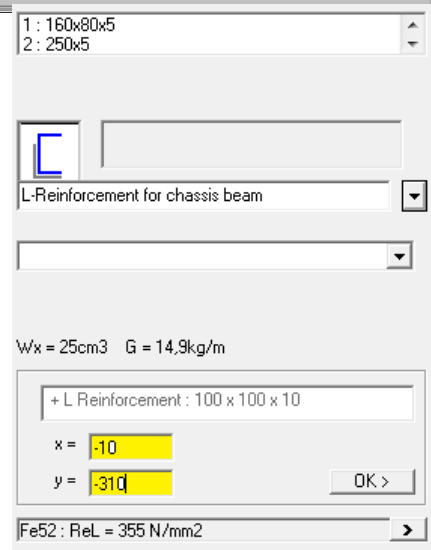 1 : 160x80x5
2 : 250x5
L-Reinforcement for chassis beam
Wx = 25cm3 G = 14,9kg/m
+ L Reinforcement : 100 x 100 x 10
x = -10
y = -310
OK >
Fe52 : ReL = 355 N/mm2 >